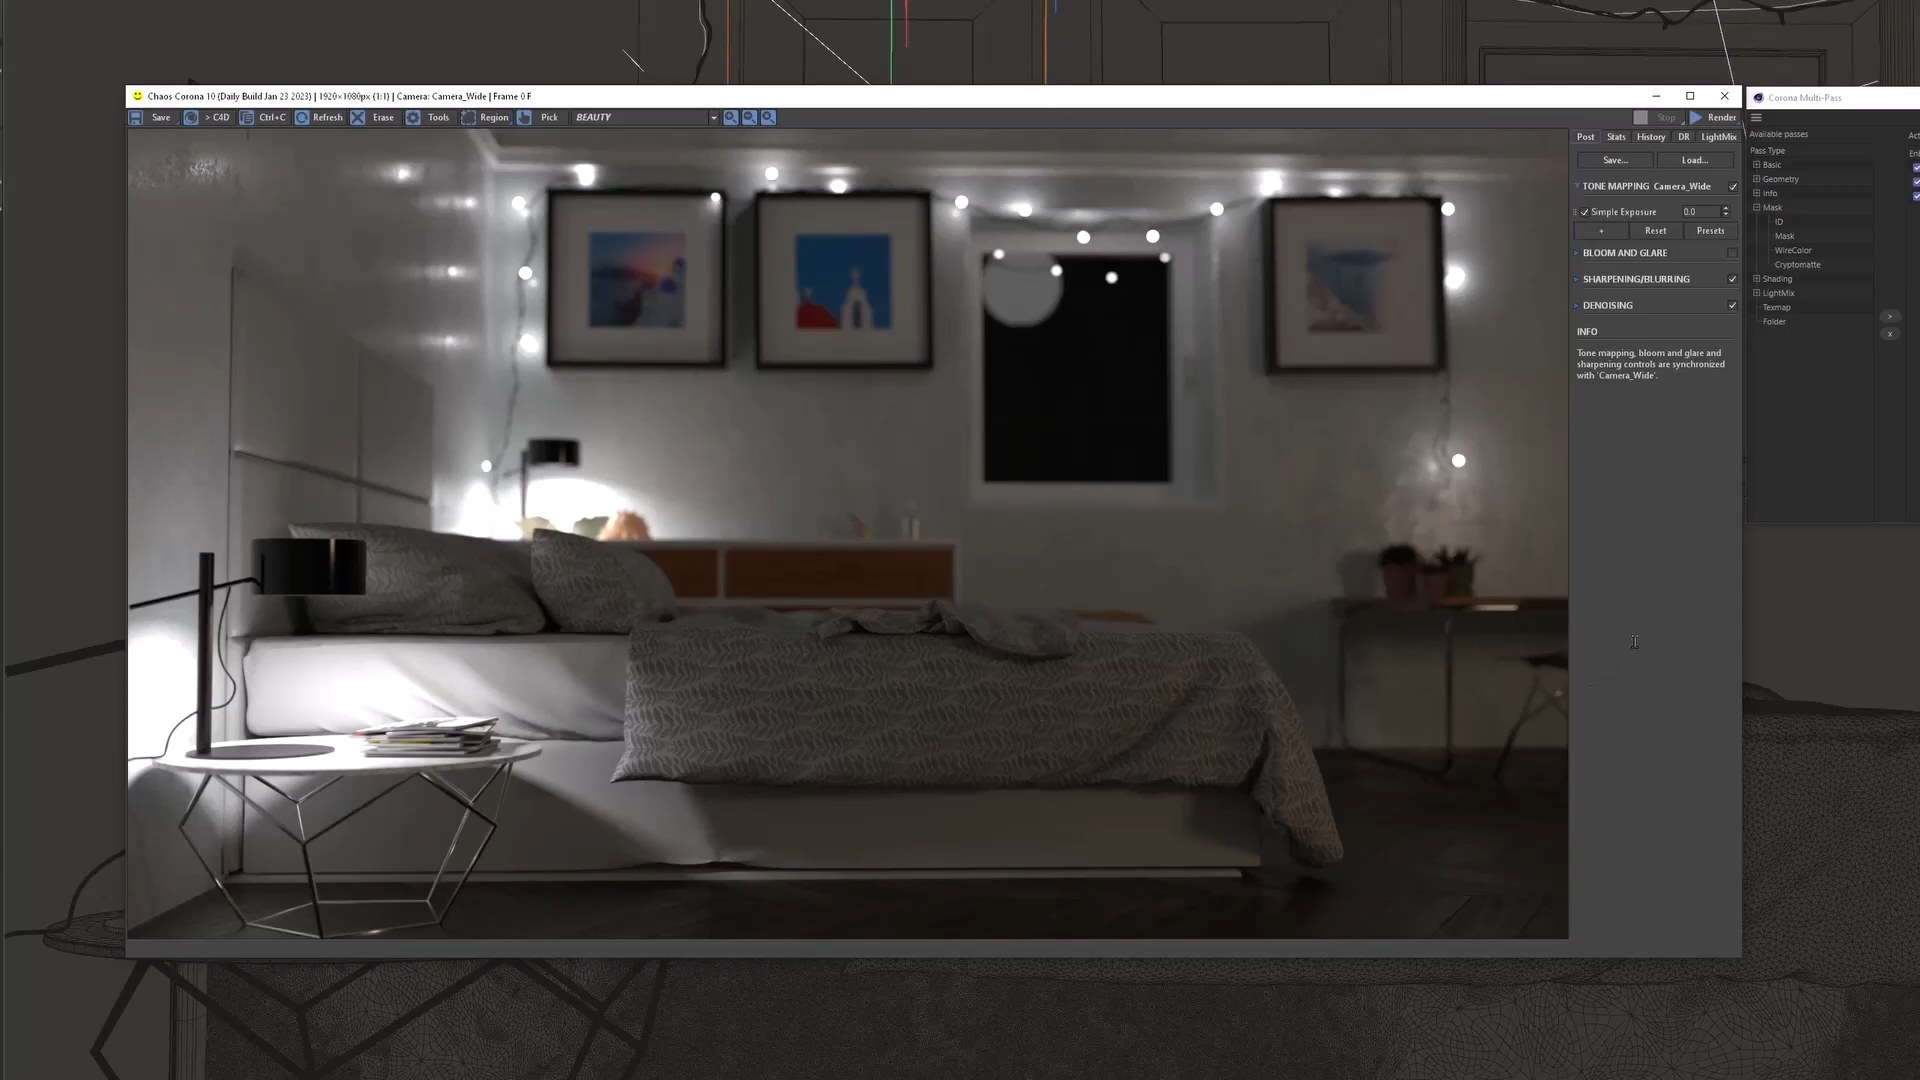 Chaos Corona 10 (Daily Build Jan 23 2023) | 1920×1080px (1:1) | Camera: Camera_Wide | Frame 0 F
Save > C4D Ctrl+C Refresh Erase Tools Region Pick BEAUTY Stop Render
Post Stats History DR LightMix
Save... Load...
TONE MAPPING Camera_Wide
Simple Exposure 0.0
+ Reset Presets
BLOOM AND GLARE
SHARPENING/BLURRING
DENOISING
INFO
Tone mapping, bloom and glare and
sharpening controls are synchronized
with 'Camera_Wide'.
Corona Multi-Pass
Available passes
Pass Type
Basic
Geometry
Info
Mask
ID
Mask
WireColor
Cryptomatte
Shading
LightMix
Texmap
Folder
Act
Ena
>
x